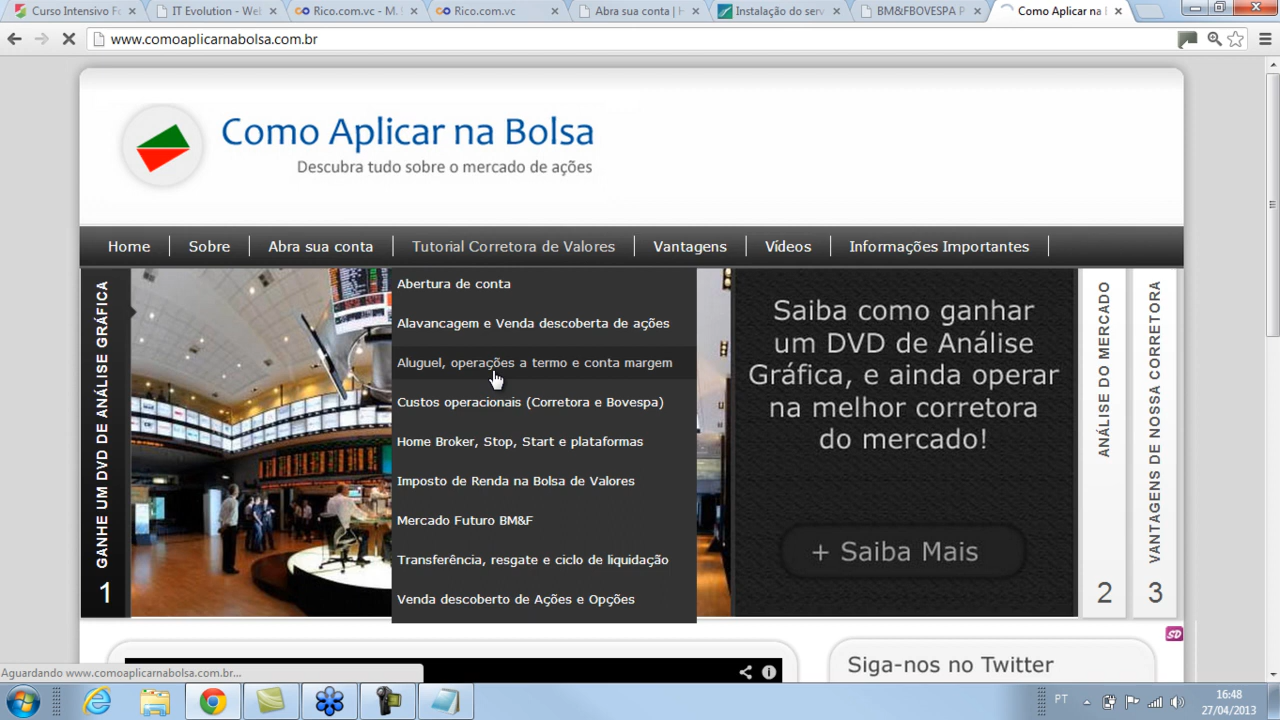 Curso Intensivo Fo
IT Evolution - Web
Rico.com.vc - M.
Rico.com.vc
Abra sua conta | H
Instalação do serv
BM&FBOVESPA P
Como Aplicar na B
www.comoaplicarnabolsa.com.br
Como Aplicar na Bolsa
Descubra tudo sobre o mercado de ações
Home
Sobre
Abra sua conta
Tutorial Corretora de Valores
Vantagens
Vídeos
Informações Importantes
Abertura de conta
Alavancagem e Venda descoberta de ações
Aluguel, operações a termo e conta margem
Custos operacionais (Corretora e Bovespa)
Home Broker, Stop, Start e plataformas
Imposto de Renda na Bolsa de Valores
Mercado Futuro BM&F
Transferência, resgate e ciclo de liquidação
Venda descoberto de Ações e Opções
GANHE UM DVD DE ANÁLISE GRÁFICA
1
Saiba como ganhar
um DVD de Análise
Gráfica, e ainda operar
na melhor corretora
do mercado!
+ Saiba Mais
ANÁLISE DO MERCADO
2
VANTAGENS DE NOSSA CORRETORA
3
SD
Siga-nos no Twitter
Aguardando www.comoaplicarnabolsa.com.br...
PT
16:48
27/04/2013